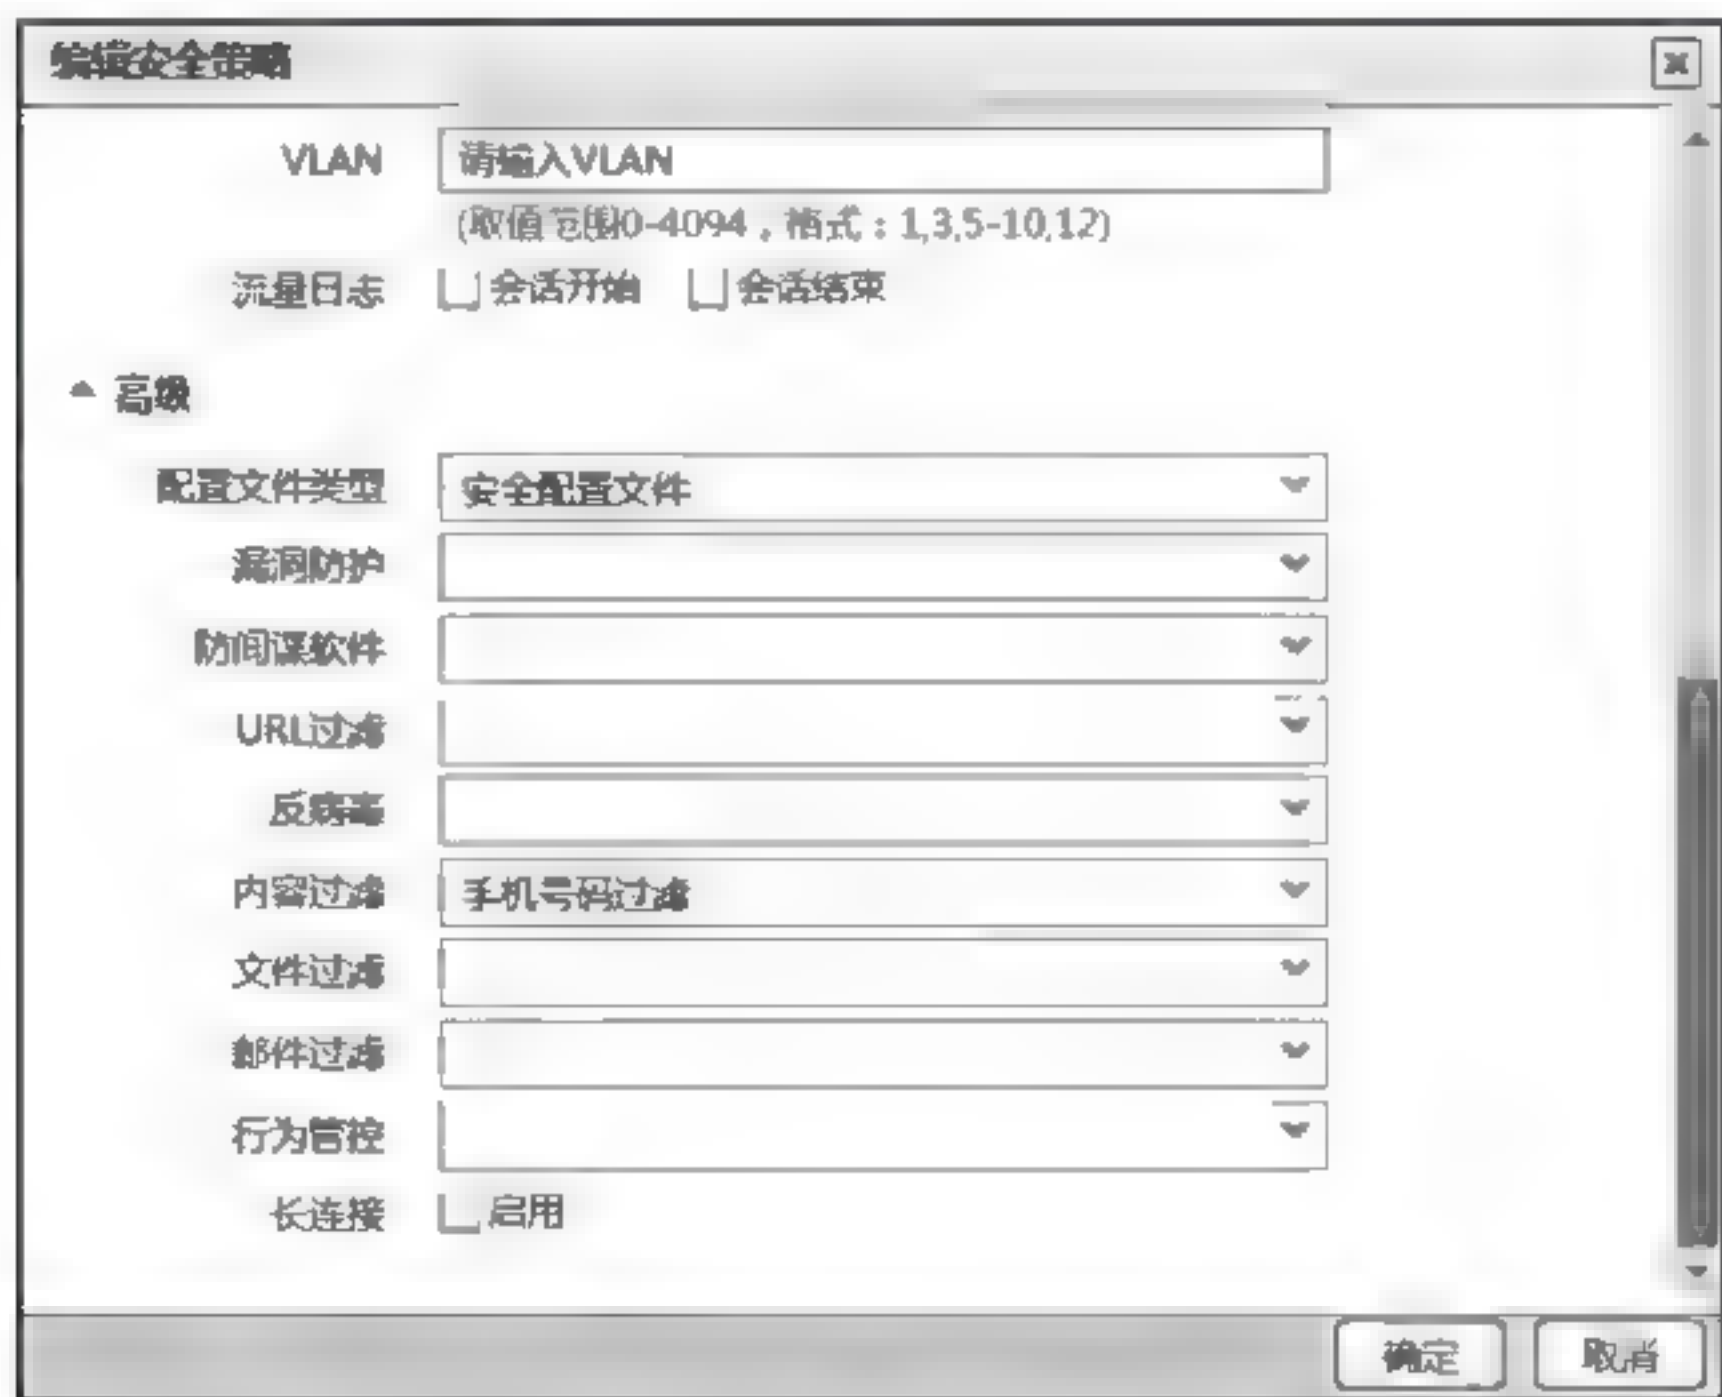 编辑安全策略
VLAN 请输入VLAN
(取值范围0-4094，格式：1,3,5-10,12)
流量日志 会话开始 会话结束
高级
配置文件类型 安全配置文件
漏洞防护
防间谍软件
URL过滤
反病毒
内容过滤 手机号码过滤
文件过滤
邮件过滤
行为管控
长连接 启用
确定 取消